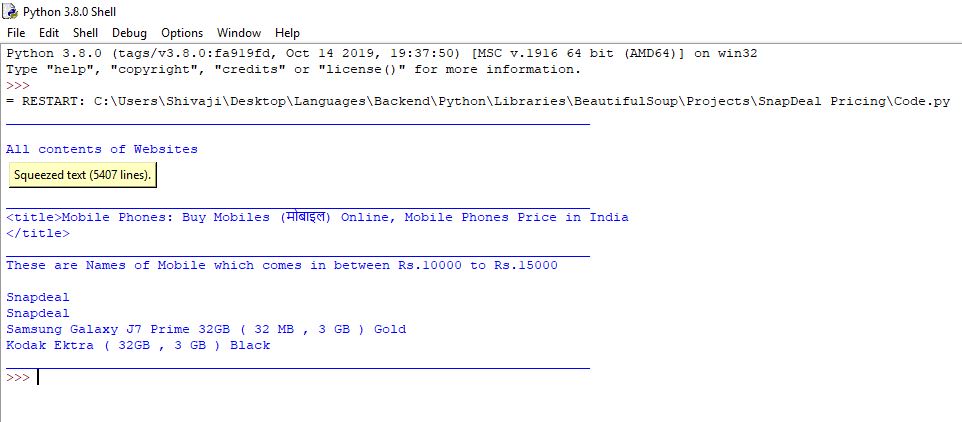 Python 3.8.0 Shell
File Edit Shell Debug Options Window Help
Python 3.8.0 (tags/v3.8.0:fa919fd, Oct 14 2019, 19:37:50) [MSC v.1916 64 bit (AMD64)] on win32
Type "help", "copyright", "credits" or "license()" for more information.
>>>
= RESTART: C:\Users\Shivaji\Desktop\Languages\Backend\Python\Libraries\BeautifulSoup\Projects\SnapDeal Pricing\Code.py
All contents of Websites
Squeezed text (5407 lines).
<title>Mobile Phones: Buy Mobiles (मोबाइल) Online, Mobile Phones Price in India
</title>
These are Names of Mobile which comes in between Rs.10000 to Rs.15000
Snapdeal
Snapdeal
Samsung Galaxy J7 Prime 32GB ( 32 MB , 3 GB ) Gold
Kodak Ektra ( 32GB , 3 GB ) Black
>>>